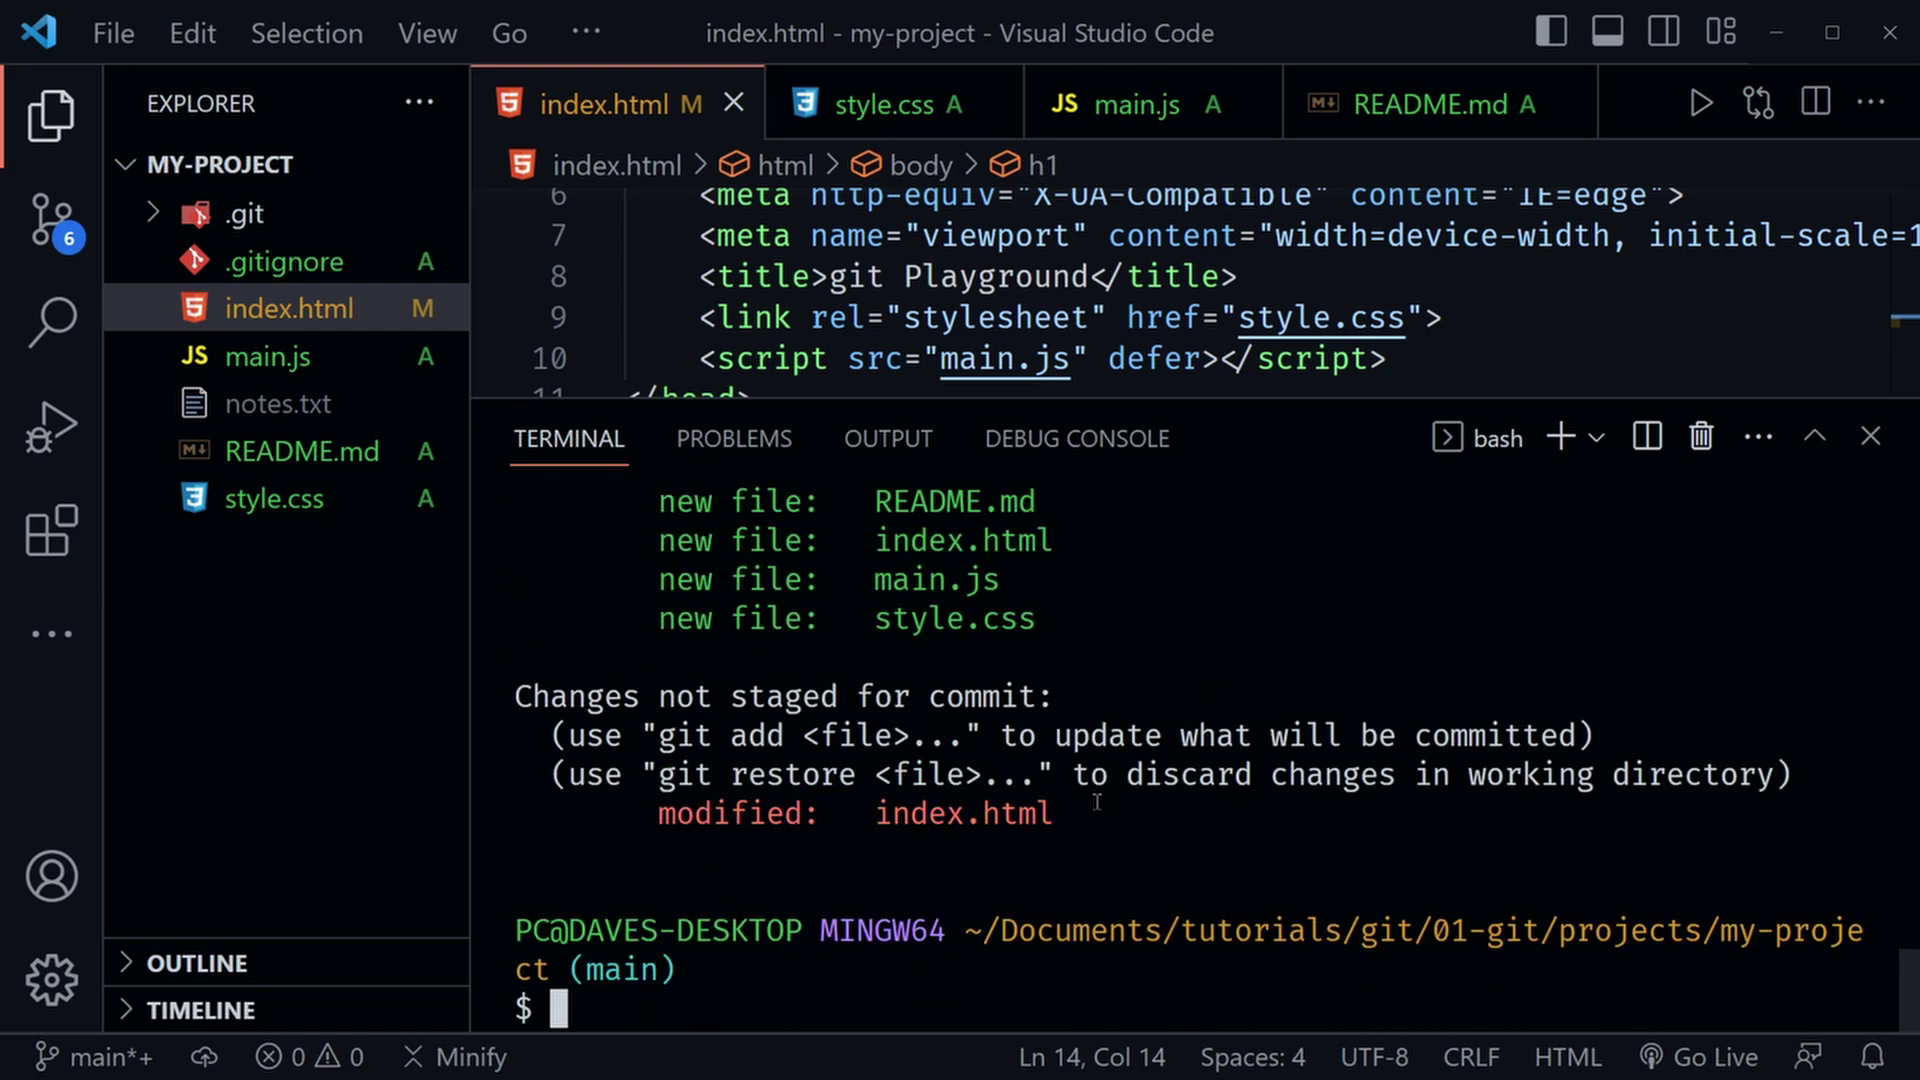 File Edit Selection View Go ··· index.html - my-project - Visual Studio Code
EXPLORER ···
index.html M
style.css A
JS main.js A
README.md A
MY-PROJECT
index.html > html > body > h1
.git
.gitignore A
index.html M
JS main.js A
notes.txt
README.md A
style.css A
6
6 <meta http-equiv="X-UA-Compatible" content="IE=edge">
7 <meta name="viewport" content="width=device-width, initial-scale=1
8 <title>git Playground</title>
9 <link rel="stylesheet" href="style.css">
10 <script src="main.js" defer></script>
11 </head>
TERMINAL PROBLEMS OUTPUT DEBUG CONSOLE bash
new file: README.md
new file: index.html
new file: main.js
new file: style.css
Changes not staged for commit:
(use "git add <file>..." to update what will be committed)
(use "git restore <file>..." to discard changes in working directory)
modified: index.html
PC@DAVES-DESKTOP MINGW64 ~/Documents/tutorials/git/01-git/projects/my-proje
ct (main)
$
OUTLINE
TIMELINE
main*+ 0 0 Minify Ln 14, Col 14 Spaces: 4 UTF-8 CRLF HTML Go Live